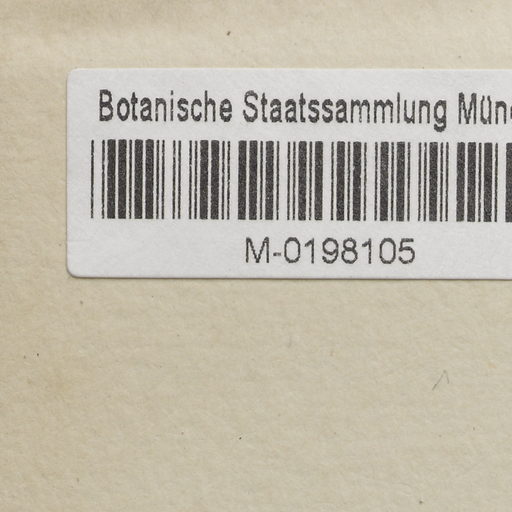 Botanische Staatssammlung Mün
M-0198105